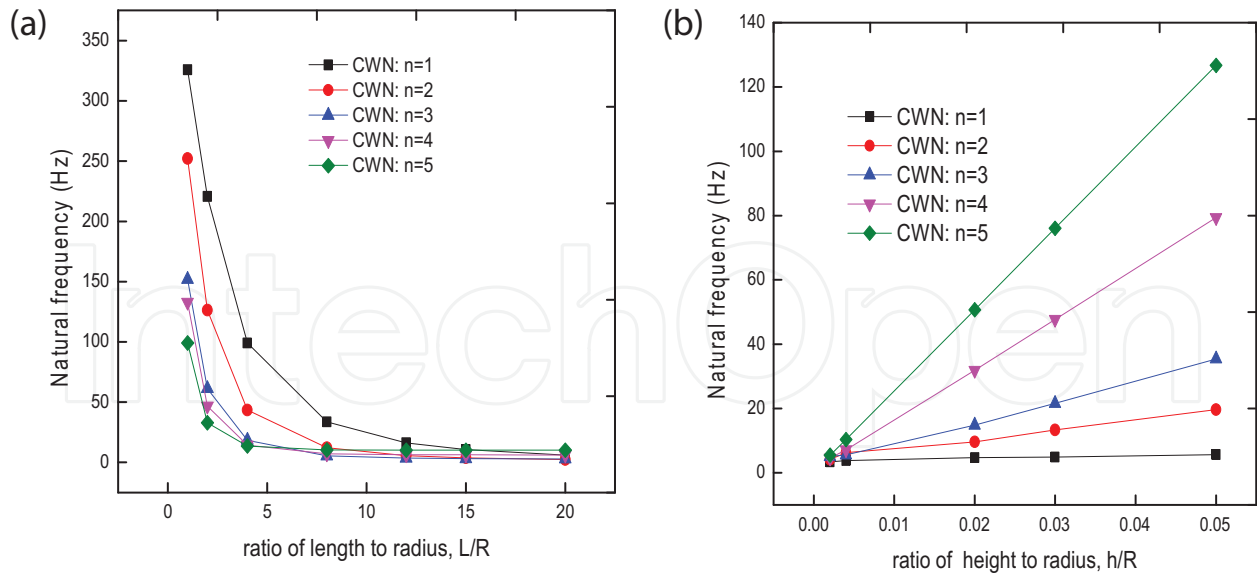 (a)
Natural frequency (Hz)
350
300
250
200
150
100
50
0
CWN: n=1
CWN: n=2
CWN: n=3
CWN: n=4
CWN: n=5
0 5 10 15 20
ratio of length to radius, L/R
(b)
Natural frequency (Hz)
140
120
100
80
60
40
20
0
CWN: n=1
CWN: n=2
CWN: n=3
CWN: n=4
CWN: n=5
0.00 0.01 0.02 0.03 0.04 0.05
ratio of height to radius, h/R
IntechOpen